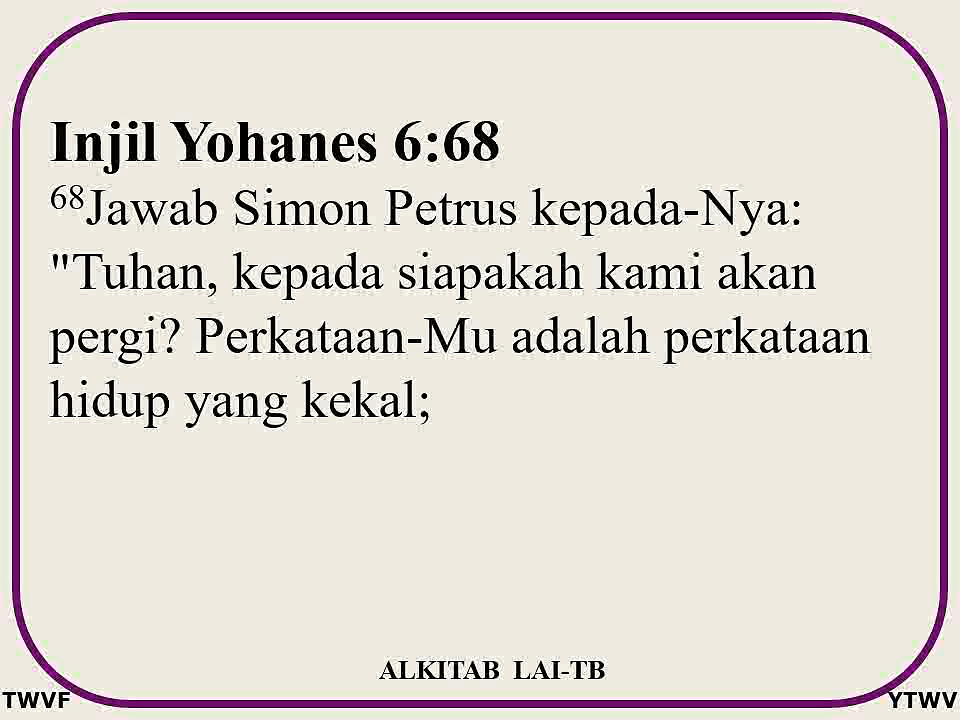 Injil Yohanes 6:68
⁶⁸Jawab Simon Petrus kepada-Nya:
"Tuhan, kepada siapakah kami akan
pergi? Perkataan-Mu adalah perkataan
hidup yang kekal;
ALKITAB LAI-TB
TWVF
YTWV